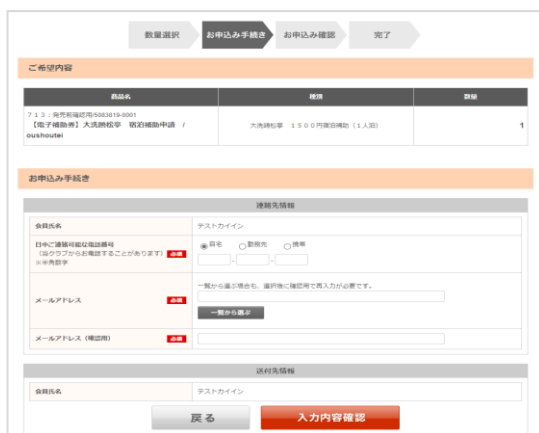 数量選択 お申込み手続き お申込み確認 完了
ご希望内容
商品名 種別 数量
713:発売前確認用/5063819-0001
【電子補助券】大洗鴎松亭 宿泊補助申請 /
oushoutei
大洗鴎松亭 1500円宿泊補助(1人泊) 1
お申込み手続き
連絡先情報
会員氏名 テストカイイン
日中ご連絡可能な電話番号
(当クラブからお電話することがあります) 必須
※半角数字
自宅 勤務先 携帯
- -
メールアドレス 必須
一覧から選ぶ場合も、選択後に確認用で再入力が必要です。
一覧から選ぶ
メールアドレス(確認用) 必須
送付先情報
会員氏名 テストカイイン
戻る 入力内容確認